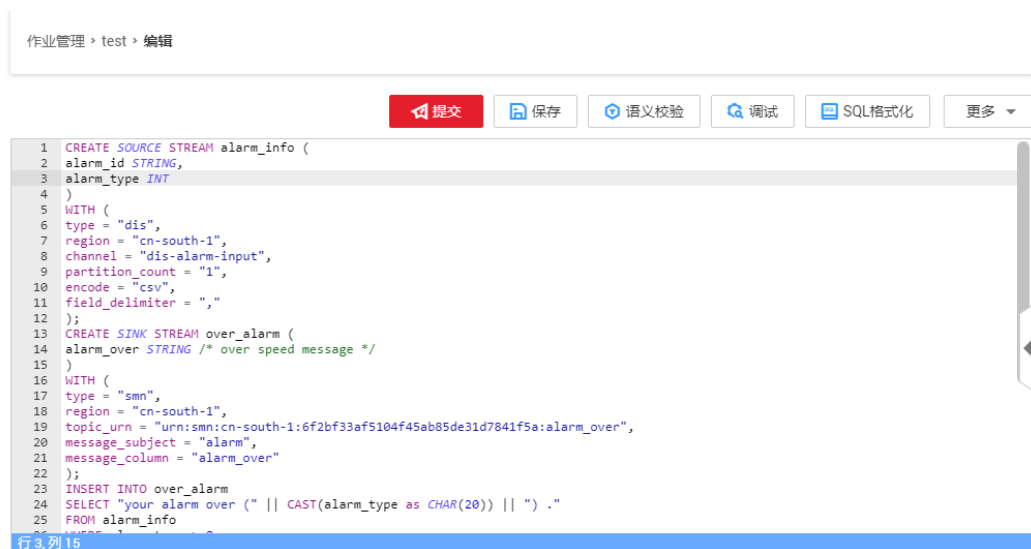 作业管理 › test › 编辑
提交 保存 语义校验 调试 SQL格式化 更多
1 CREATE SOURCE STREAM alarm_info (
2 alarm_id STRING,
3 alarm_type INT
4 )
5 WITH (
6 type = "dis",
7 region = "cn-south-1",
8 channel = "dis-alarm-input",
9 partition_count = "1",
10 encode = "csv",
11 field_delimiter = ","
12 );
13 CREATE SINK STREAM over_alarm (
14 alarm_over STRING /* over speed message */
15 )
16 WITH (
17 type = "smn",
18 region = "cn-south-1",
19 topic_urn = "urn:smn:cn-south-1:6f2bf33af5104f45ab85de31d7841f5a:alarm_over",
20 message_subject = "alarm",
21 message_column = "alarm_over"
22 );
23 INSERT INTO over_alarm
24 SELECT "your alarm over (" || CAST(alarm_type as CHAR(20)) || ") ."
25 FROM alarm_info
行 3, 列 15